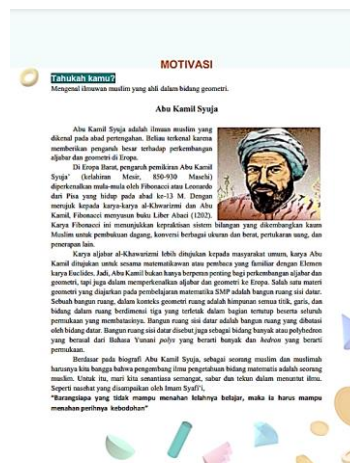 MOTIVASI
Tahukah kamu?
Mengenal ilmuwan muslim yang ahli dalam bidang geometri.
Abu Kamil Syuja
Abu Kamil Syuja adalah ilmuan muslim yang
dikenal pada abad pertengahan. Beliau terkenal karena
memberikan pengaruh besar terhadap perkembangan
aljabar dan geometri di Eropa.
Di Eropa Barat, pengaruh pemikiran Abu Kamil
Syuja' (kelahiran Mesir, 850-930 Masehi)
diperkenalkan mula-mula oleh Fibonacci atau Leonardo
dari Pisa yang hidup pada abad ke-13 M. Dengan
merujuk kepada karya-karya al-Khwarizmi dan Abu
Kamil, Fibonacci menyusun buku Liber Abaci (1202).
Karya Fibonacci ini menunjukkan kepraktisan sistem bilangan yang dikembangkan kaum
Muslim untuk pembukuan dagang, konversi berbagai ukuran dan berat, pertukaran uang, dan
penerapan lain.
Karya aljabar al-Khawarizmi lebih ditujukan kepada masyarakat umum, karya Abu
Kamil ditujukan untuk sesama matematikawan atau pembaca yang familiar dengan Elemen
karya Euclides. Jadi, Abu Kamil bukan hanya berperan penting bagi perkembangan aljabar dan
geometri, tapi juga dalam memperkenalkan aljabar dan geometri ke Eropa. Salah satu materi
geometri yang diajarkan pada pembelajaran matematika SMP adalah bangun ruang sisi datar.
Sebuah bangun ruang, dalam konteks geometri ruang adalah himpunan semua titik, garis, dan
bidang dalam ruang berdimensi tiga yang terletak dalam bagian tertutup beserta seluruh
permukaan yang membatasinya. Bangun ruang sisi datar adalah bangun ruang yang dibatasi
oleh bidang datar. Bangun ruang sisi datar disebut juga sebagai bidang banyak atau polyhedron
yang berasal dari Bahasa Yunani polys yang berarti banyak dan hedron yang berarti
permukaan.
Berdasar pada biografi Abu Kamil Syuja, sebagai seorang muslim dan muslimah
harusnya kita bangga bahwa pengembang ilmu pengetahuan bidang matematis adalah seorang
muslim. Untuk itu, mari kita senantiasa semangat, sabar dan tekun dalam menuntut ilmu.
Seperti nasehat yang disampaikan oleh Imam Syafi'i,
"Barangsiapa yang tidak mampu menahan lelahnya belajar, maka ia harus mampu
menahan perihnya kebodohan"